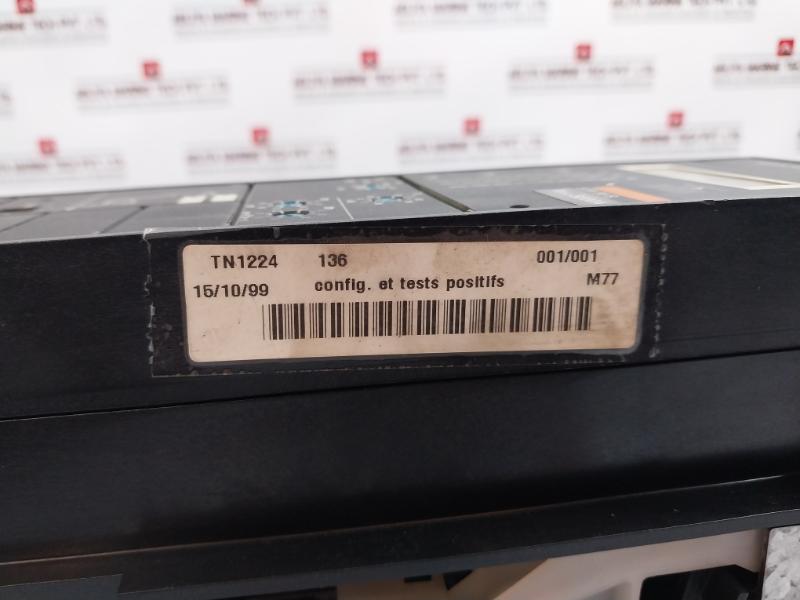 TN1224 136 001/001
15/10/99 config. et tests positifs M77